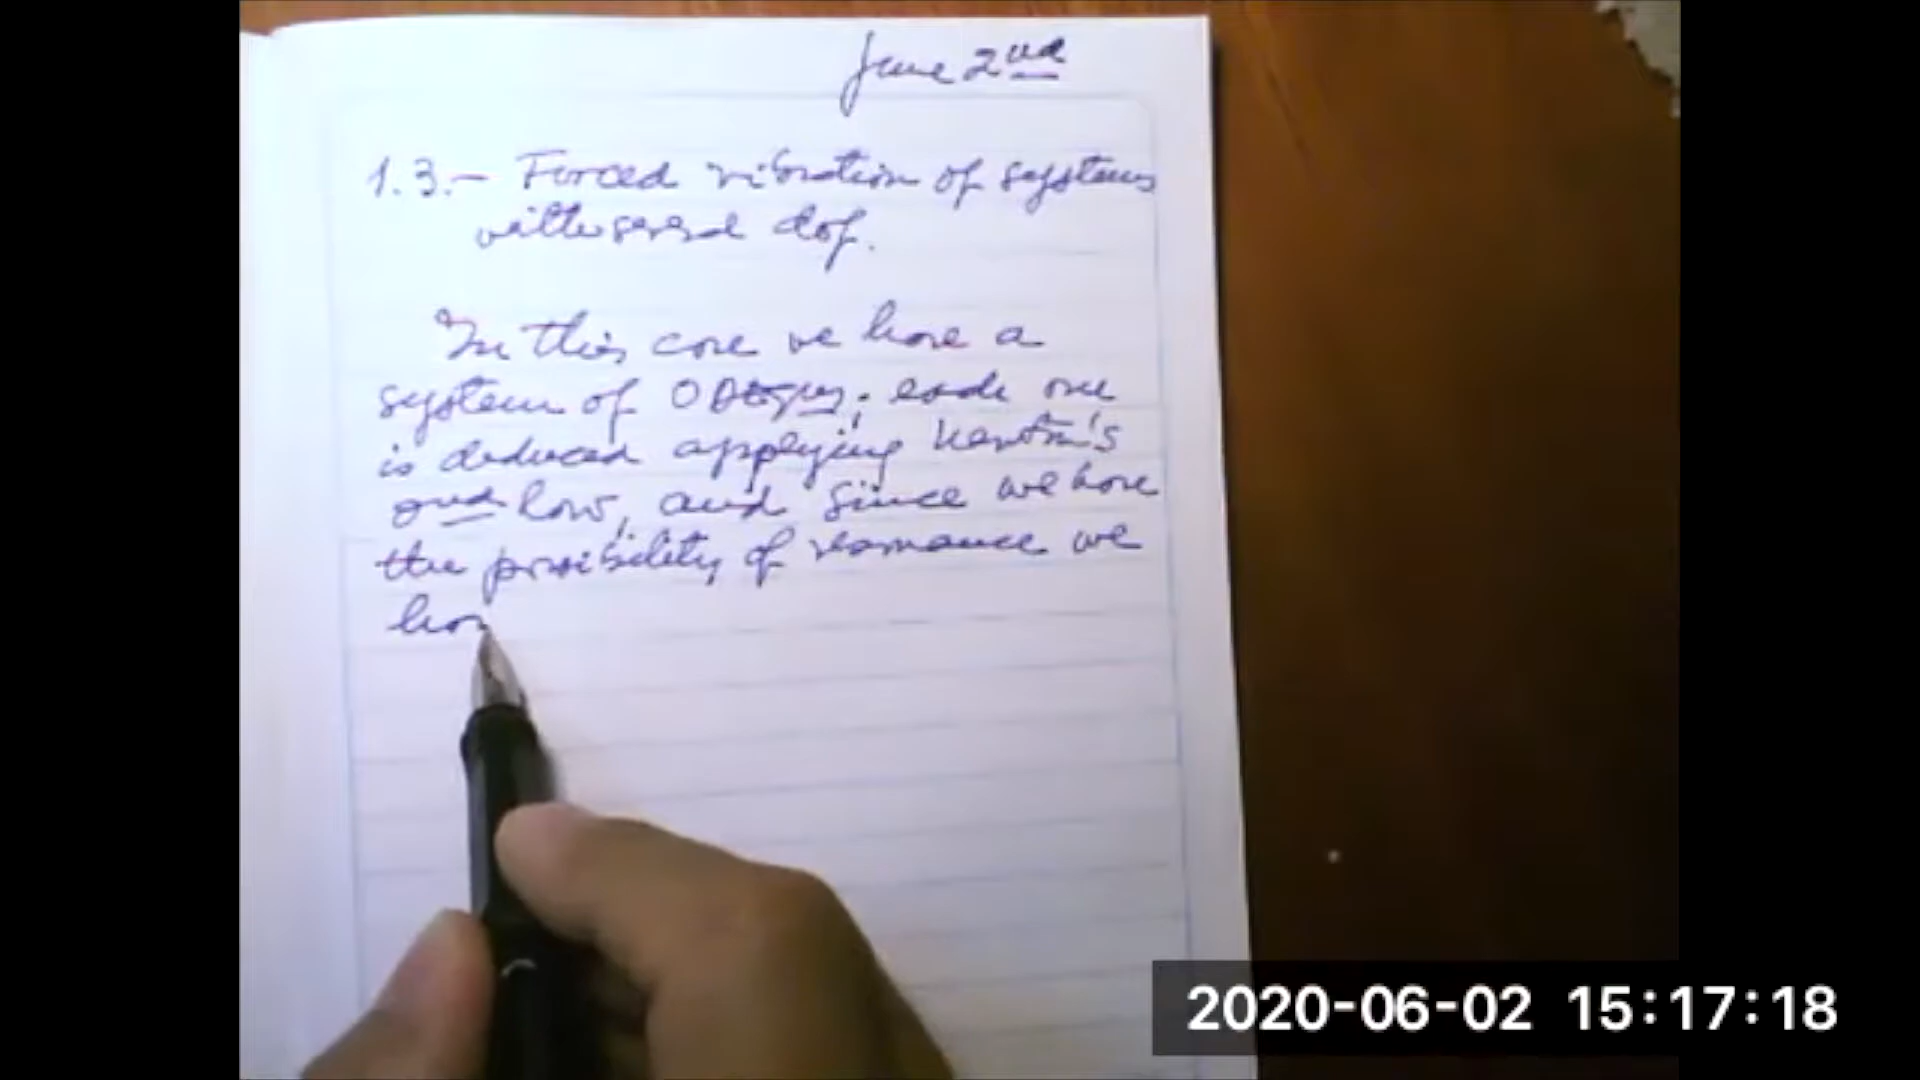 June 2nd
1.3.- Forced vibration of systems
with several dof.
In this case we have a
system of ODEqns; each one
is deduced applying Newton's
2nd law, and since we have
the possibility of resonance we
hav
2020-06-02 15:17:18